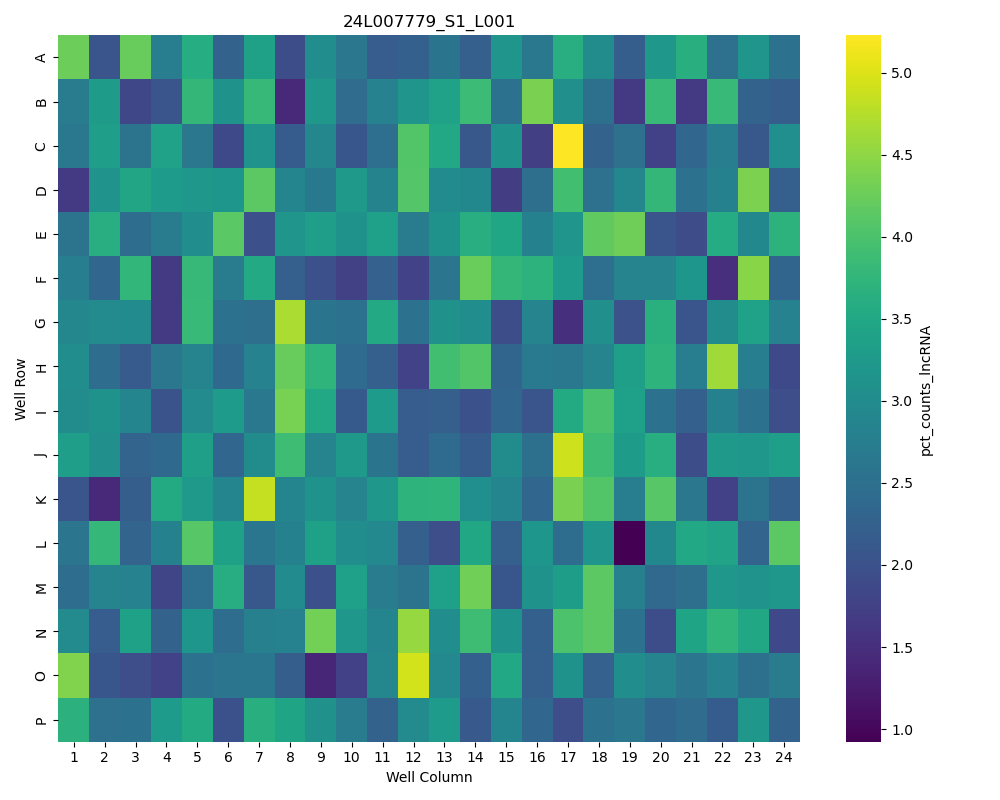 24L007779_S1_L001
Well Row
A
B
C
D
E
F
G
H
I
J
K
L
M
N
O
P
1 2 3 4 5 6 7 8 9 10 11 12 13 14 15 16 17 18 19 20 21 22 23 24
Well Column
5.0
4.5
4.0
3.5
3.0
2.5
2.0
1.5
1.0
pct_counts_lncRNA